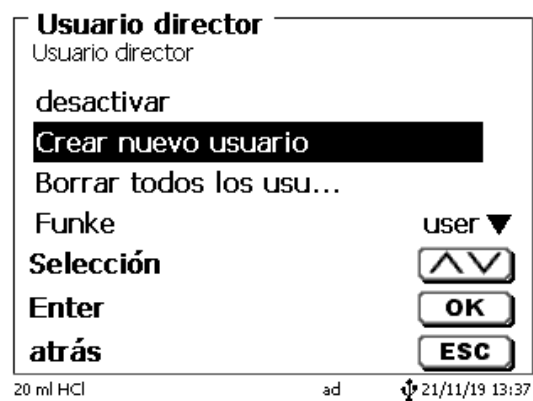 Usuario director
Usuario director
desactivar
Crear nuevo usuario
Borrar todos los usu...
Funke user ▼
Selección
Enter OK
atrás ESC
20 ml HCl ad 21/11/19 13:37